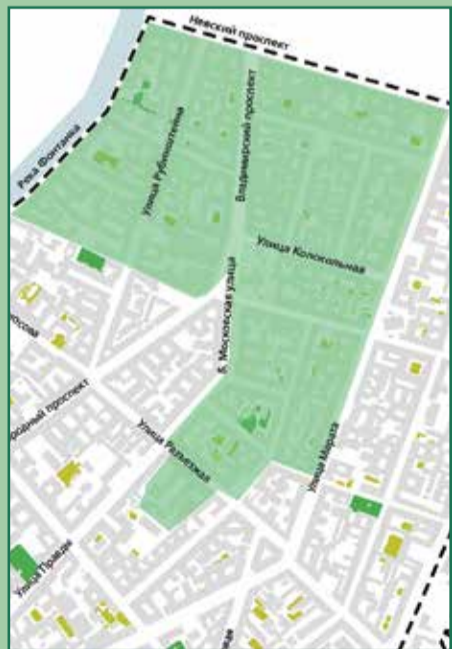 Невский проспект
Река Фонтанка
Улица Рубинштейна
Владимирский проспект
Улица Колокольная
Б. Московская улица
Улица Разъезжая
Улица Марата
Улица Правды